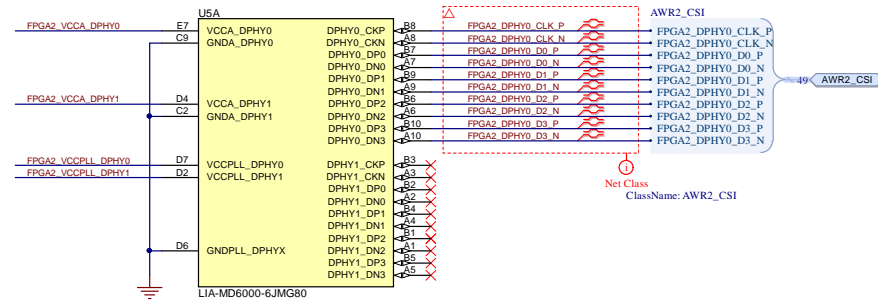 U5A
AWR2_CSI
FPGA2_VCCA_DPHY0 E7 VCCA_DPHY0 DPHY0_CKP B8 FPGA2_DPHY0_CLK_P FPGA2_DPHY0_CLK_P
C9 GNDA_DPHY0 DPHY0_CKN A8 FPGA2_DPHY0_CLK_N FPGA2_DPHY0_CLK_N
DPHY0_DP0 B7 FPGA2_DPHY0_D0_P FPGA2_DPHY0_D0_P
DPHY0_DN0 A7 FPGA2_DPHY0_D0_N FPGA2_DPHY0_D0_N
DPHY0_DP1 B9 FPGA2_DPHY0_D1_P FPGA2_DPHY0_D1_P 49 AWR2_CSI
DPHY0_DN1 A9 FPGA2_DPHY0_D1_N FPGA2_DPHY0_D1_N
FPGA2_VCCA_DPHY1 D4 VCCA_DPHY1 DPHY0_DP2 B6 FPGA2_DPHY0_D2_P FPGA2_DPHY0_D2_P
C2 GNDA_DPHY1 DPHY0_DN2 A6 FPGA2_DPHY0_D2_N FPGA2_DPHY0_D2_N
DPHY0_DP3 B10 FPGA2_DPHY0_D3_P FPGA2_DPHY0_D3_P
DPHY0_DN3 A10 FPGA2_DPHY0_D3_N FPGA2_DPHY0_D3_N
FPGA2_VCCPLL_DPHY0 D7 VCCPLL_DPHY0 DPHY1_CKP B3
FPGA2_VCCPLL_DPHY1 D2 VCCPLL_DPHY1 DPHY1_CKN A3
DPHY1_DP0 B2
DPHY1_DN0 A2
DPHY1_DP1 B4
DPHY1_DN1 A4
DPHY1_DP2 B1
D6 GNDPLL_DPHYX DPHY1_DN2 A1
DPHY1_DP3 B5
DPHY1_DN3 A5
i
Net Class
ClassName: AWR2_CSI
LIA-MD6000-6JMG80